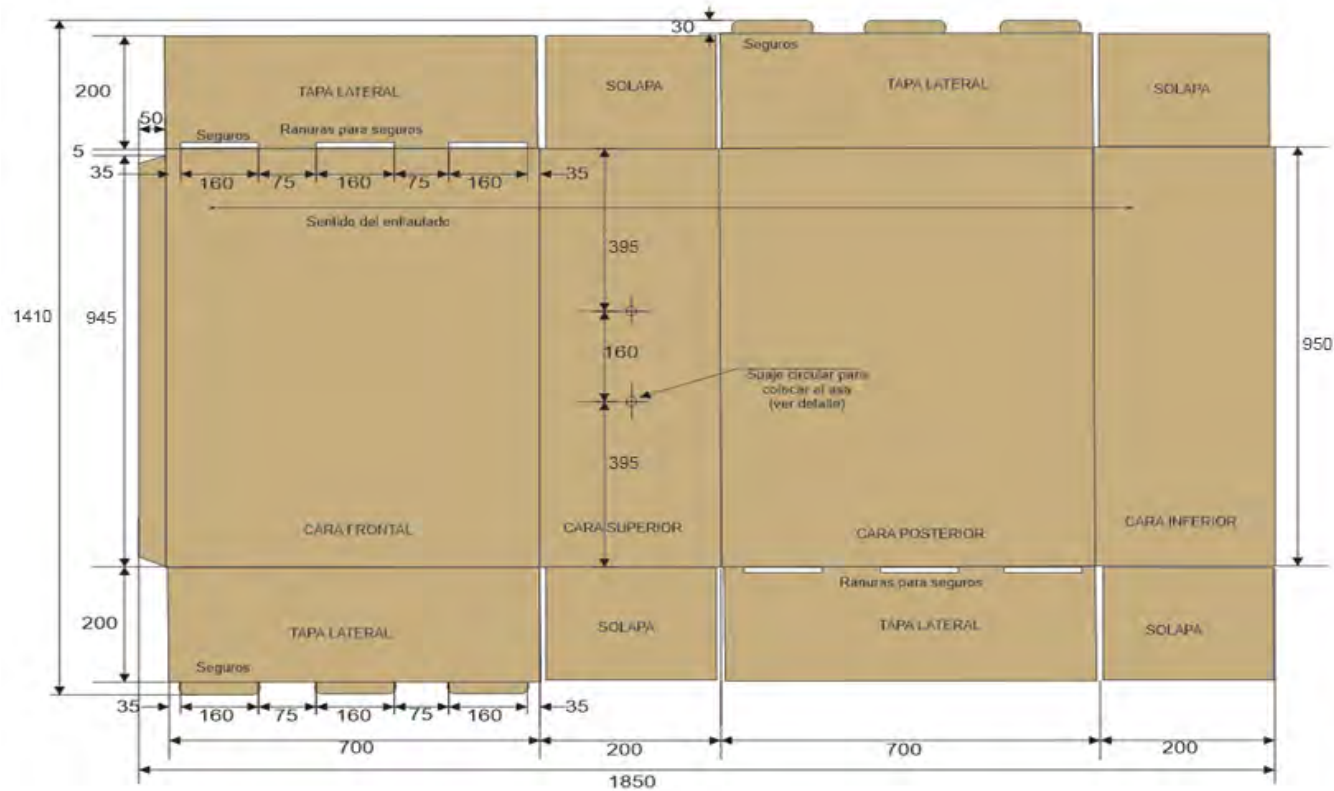 30
Seguros
200
TAPA LATERAL
SOLAPA
TAPA LATERAL
SOLAPA
50
Seguros
Ranuras para seguros
5
35
160
75
160
75
160
35
Sentido del enflautado
395
1410
945
160
950
Suaje circular para
colocar el asa
(ver detalle)
395
CARA FRONTAL
CARA SUPERIOR
CARA POSTERIOR
CARA INFERIOR
Ranuras para seguros
200
TAPA LATERAL
SOLAPA
TAPA LATERAL
SOLAPA
Seguros
35
160
75
160
75
160
35
700
200
700
200
1850